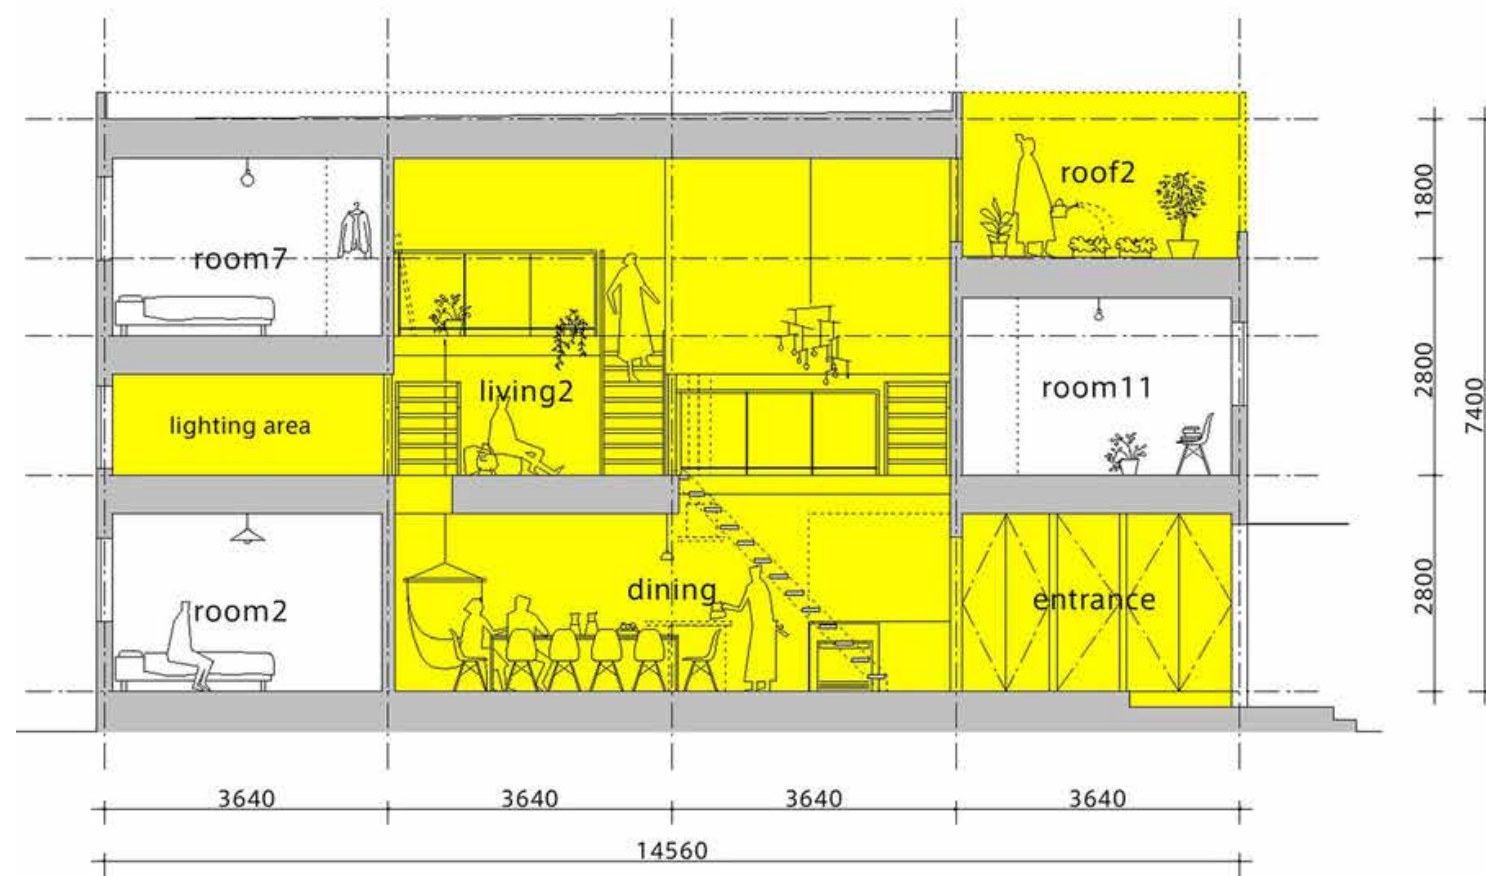 roof2
1800
room7
2800
room11
living2
7400
lighting area
dining
2800
entrance
room2
3640
3640
3640
3640
14560